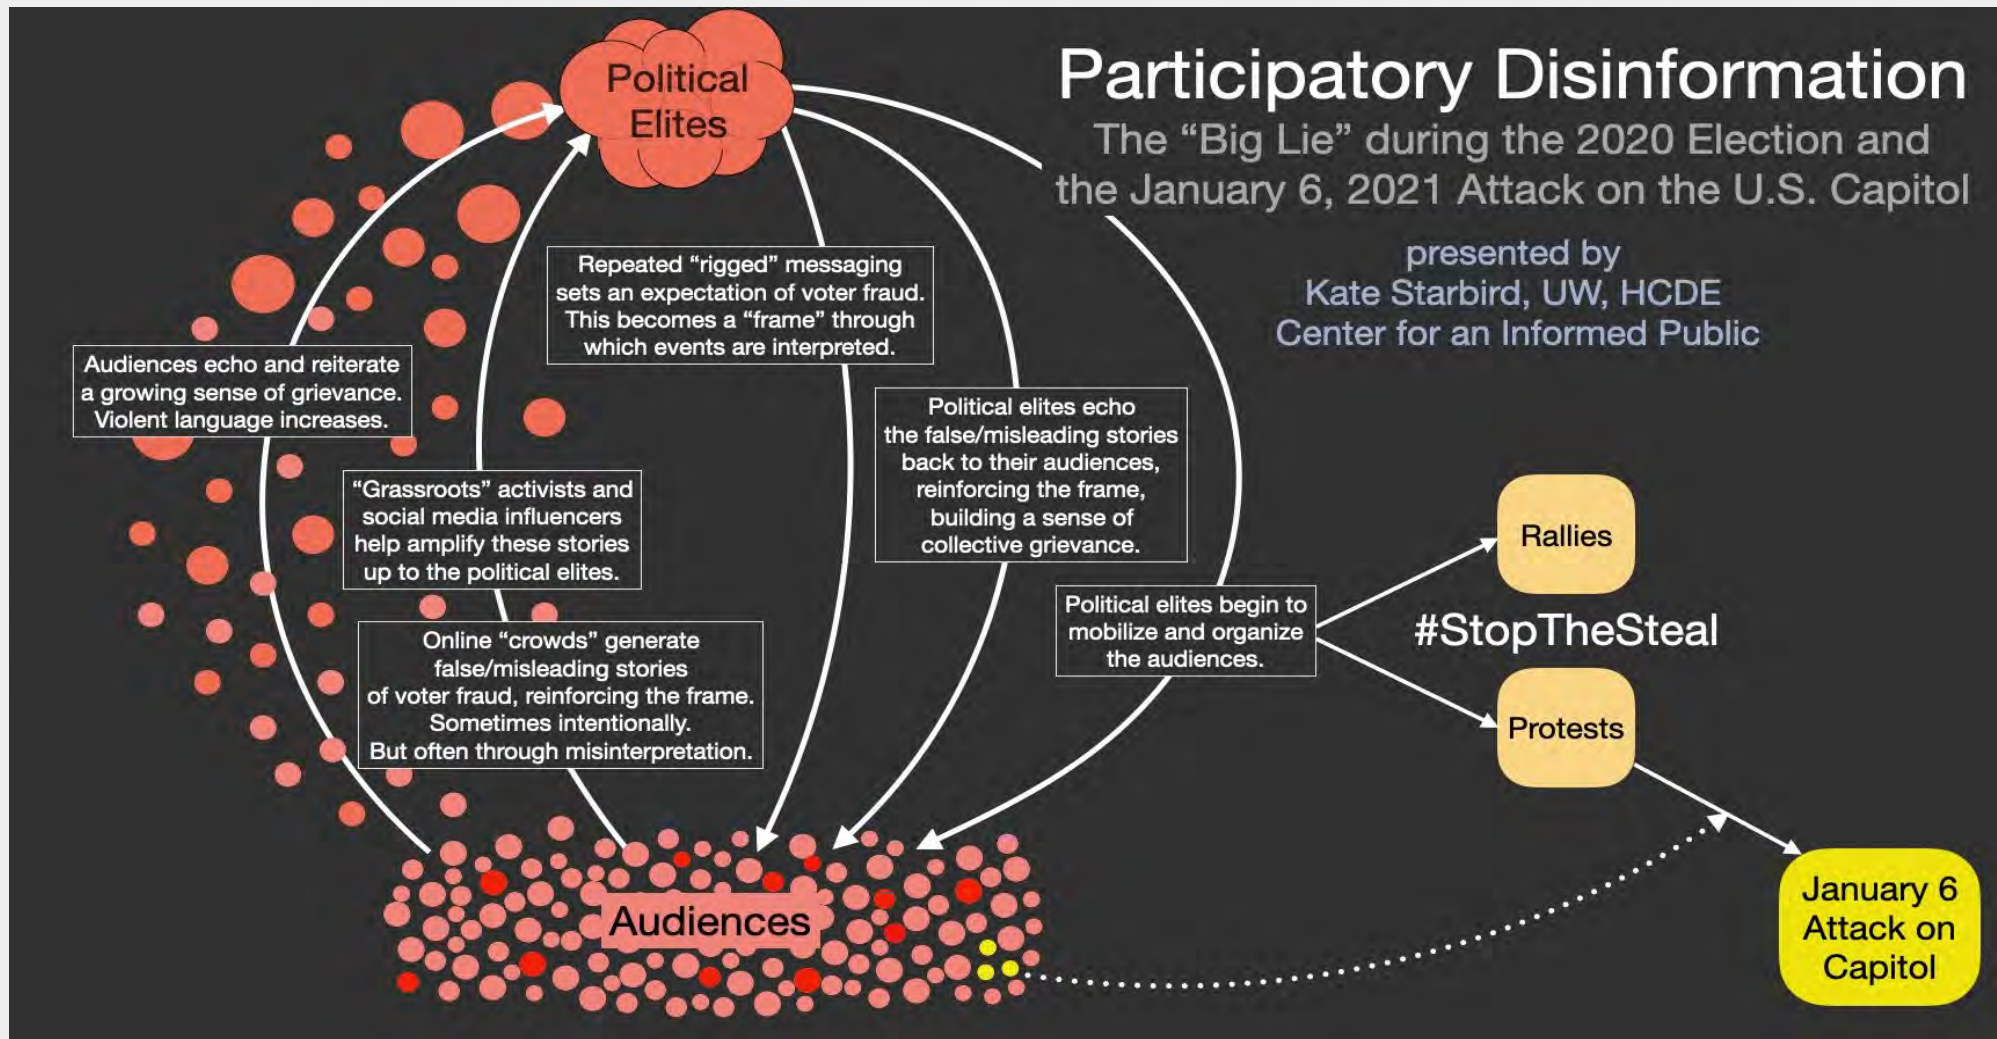 Political
Elites
Participatory Disinformation
The “Big Lie” during the 2020 Election and
the January 6, 2021 Attack on the U.S. Capitol
presented by
Kate Starbird, UW, HCDE
Center for an Informed Public
Repeated “rigged” messaging
sets an expectation of voter fraud.
This becomes a “frame” through
which events are interpreted.
Audiences echo and reiterate
a growing sense of grievance.
Violent language increases.
Political elites echo
the false/misleading stories
back to their audiences,
reinforcing the frame,
building a sense of
collective grievance.
“Grassroots” activists and
social media influencers
help amplify these stories
up to the political elites.
Online “crowds” generate
false/misleading stories
of voter fraud, reinforcing the frame.
Sometimes intentionally.
But often through misinterpretation.
Political elites begin to
mobilize and organize
the audiences.
Rallies
#StopTheSteal
Protests
January 6
Attack on
Capitol
Audiences